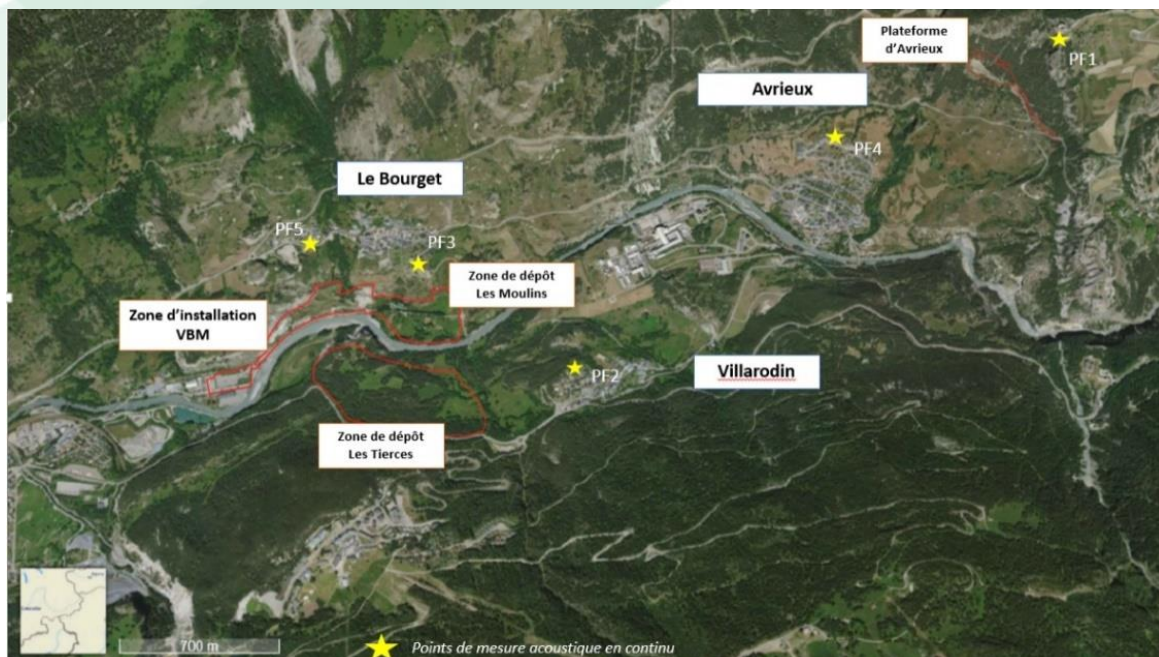 Plateforme
d'Avrieux
PF1
Avrieux
PF4
Le Bourget
PF5
PF3
Zone de dépôt
Les Moulins
Zone d'installation
VBM
PF2
Villarodin
Zone de dépôt
Les Tierces
700 m
Points de mesure acoustique en continu